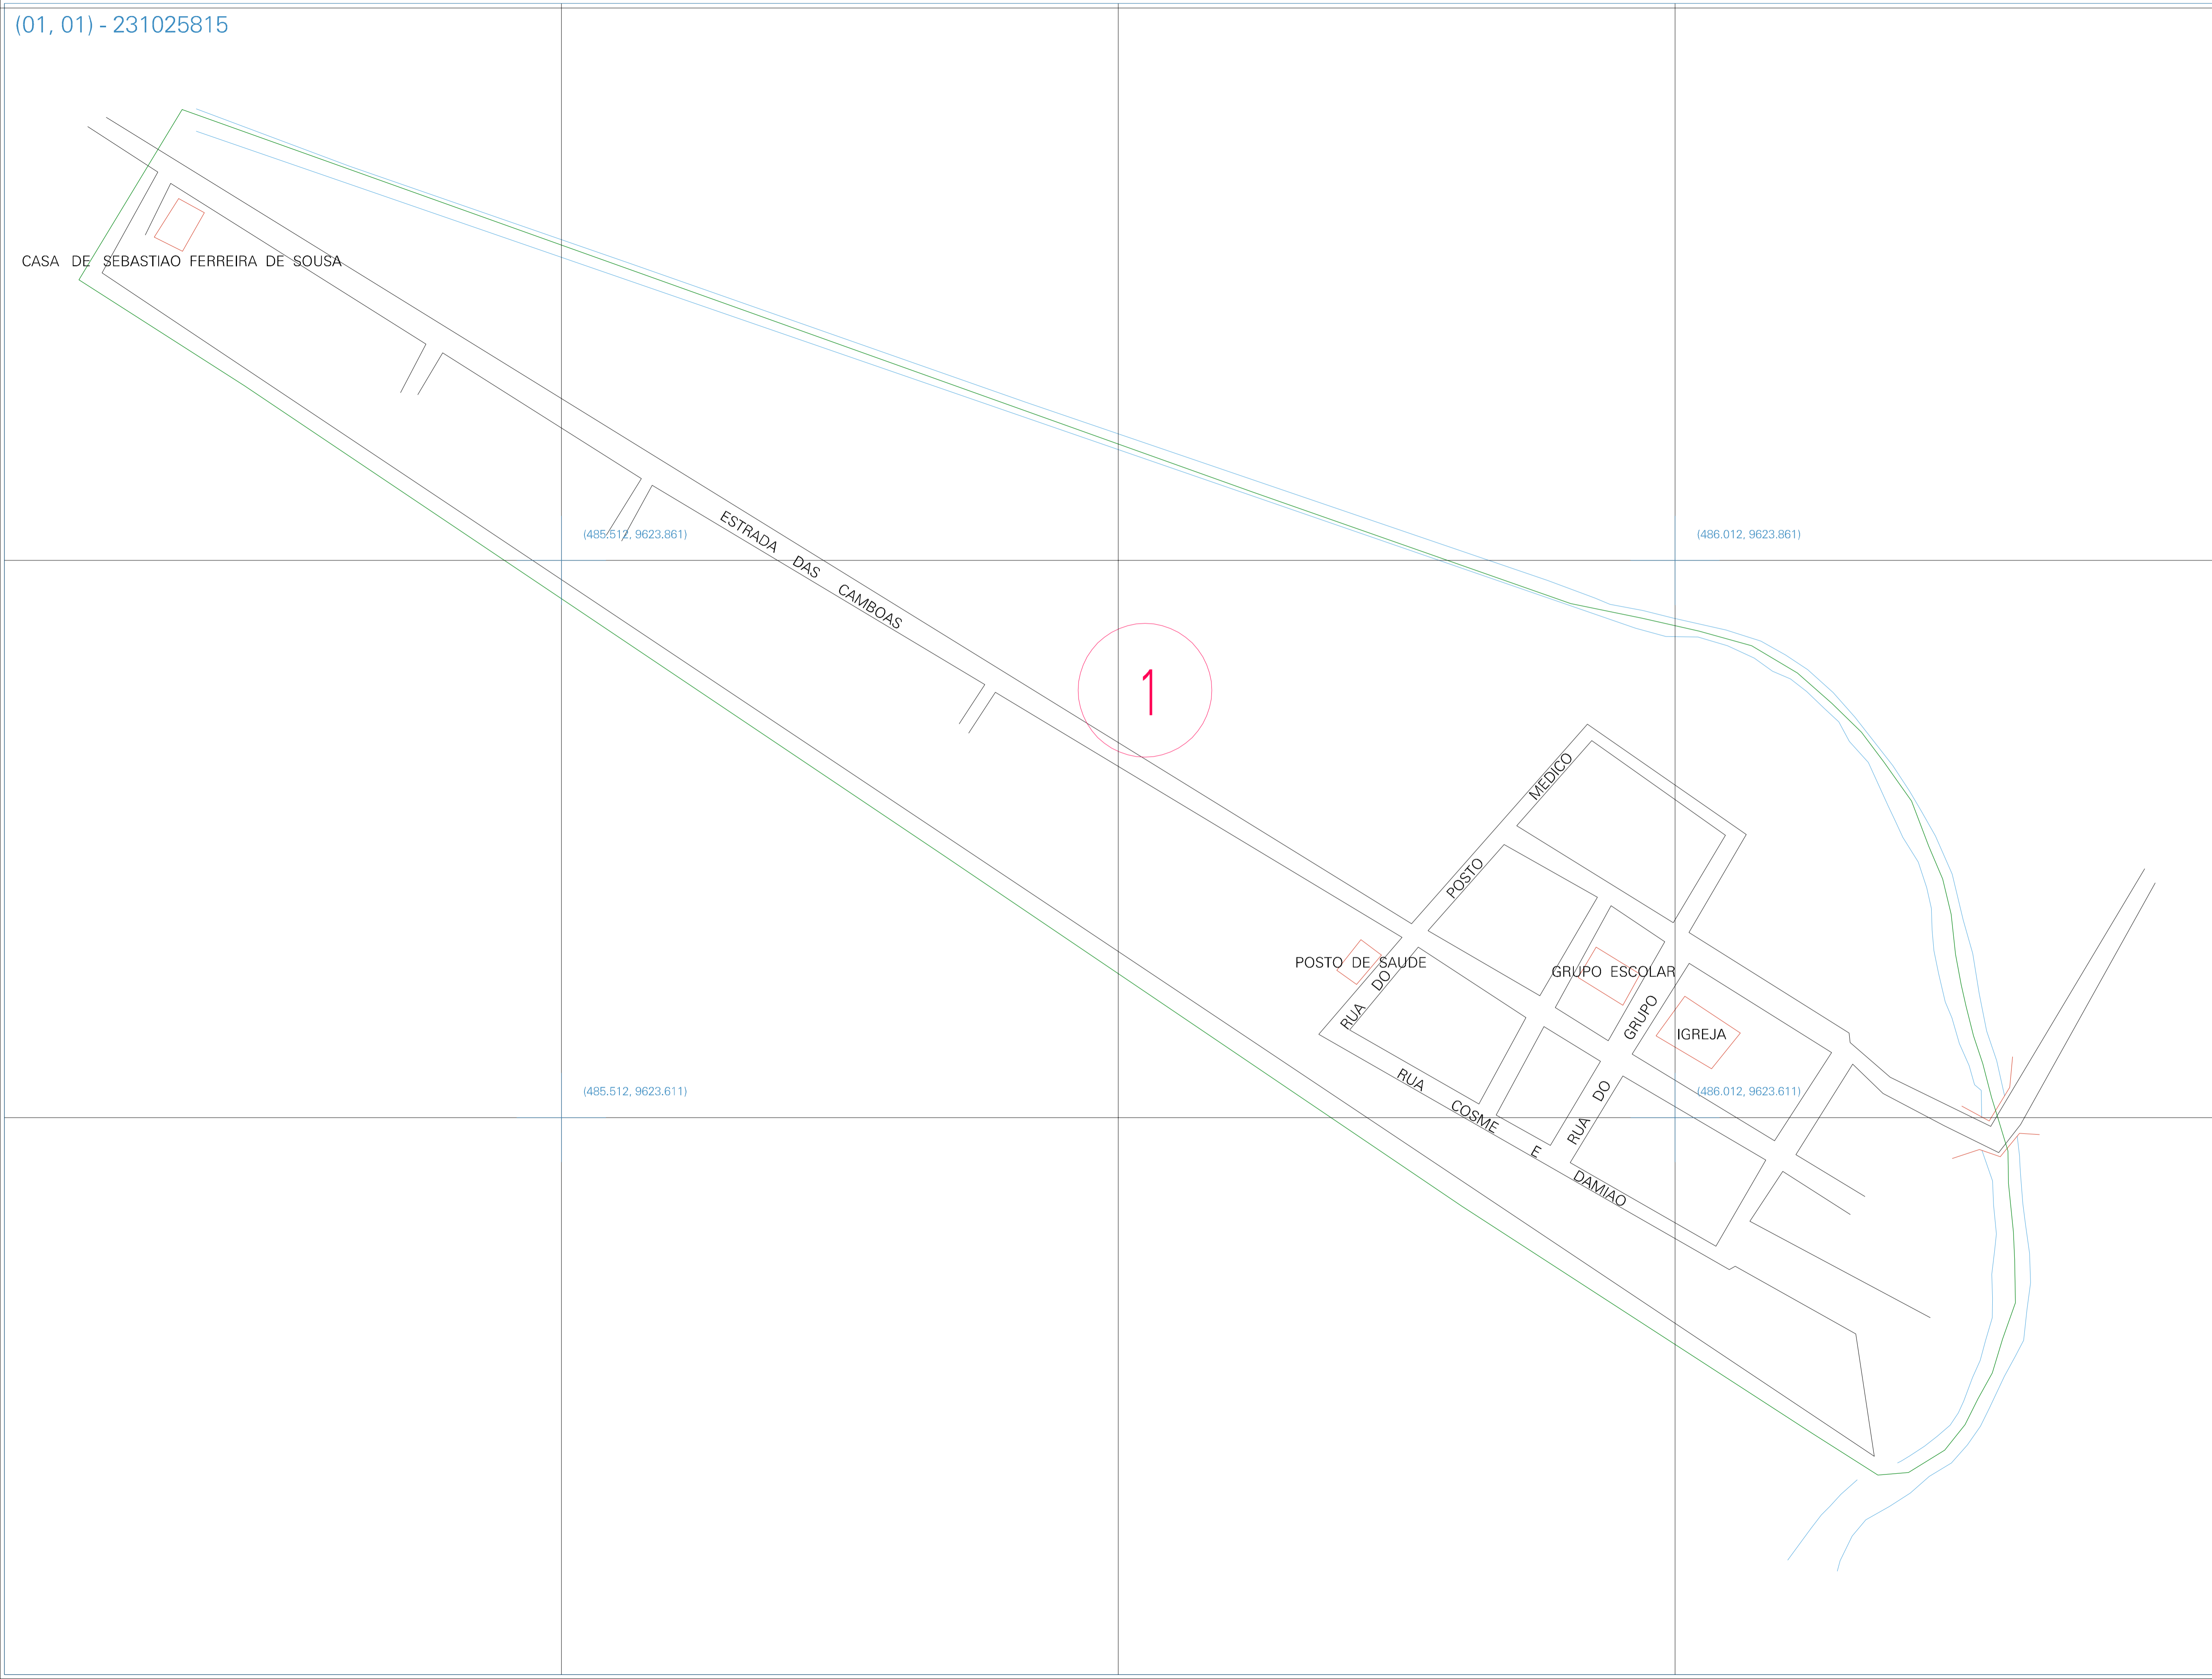 (01, 01) - 231025815
CASA DE SEBASTIAO FERREIRA DE SOUSA
(485.512, 9623.861)
(486.012, 9623.861)
ESTRADA DAS CAMBOAS
1
RUA DO POSTO MEDICO
POSTO DE SAUDE
GRUPO ESCOLAR
RUA DO GRUPO
IGREJA
(485.512, 9623.611)
(486.012, 9623.611)
RUA COSME E DAMIAO